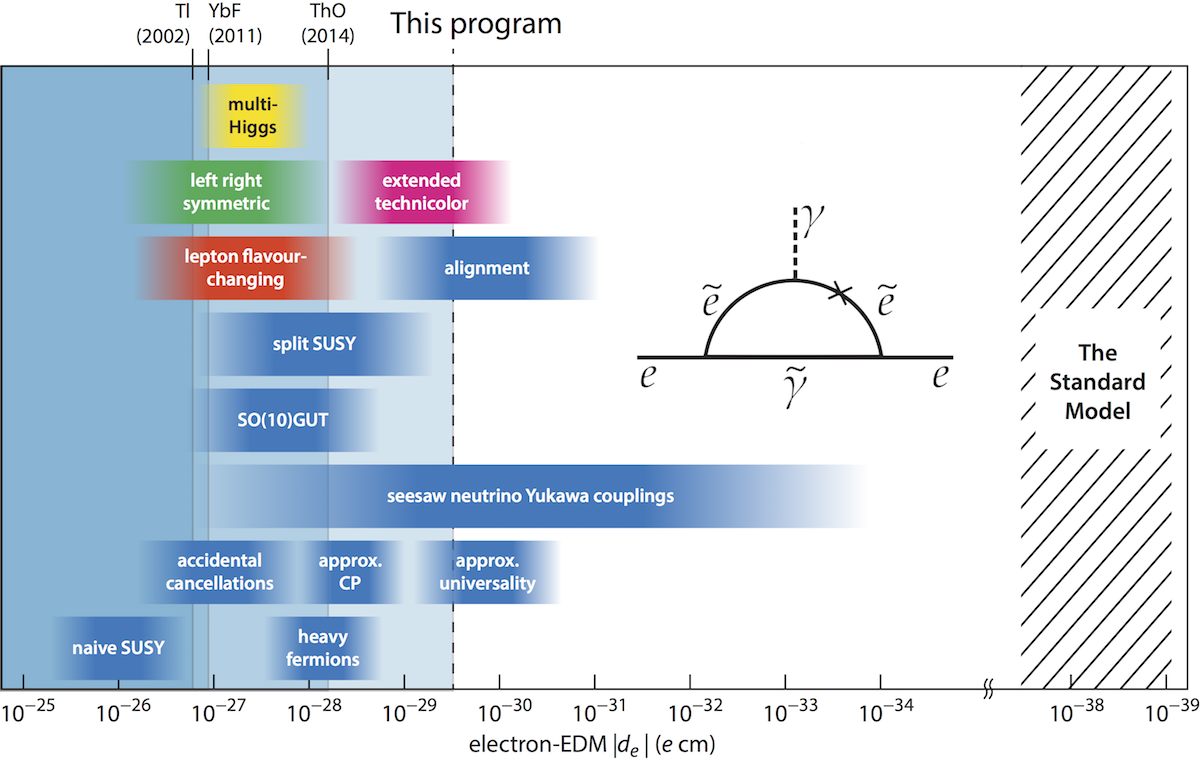 Tl
(2002)
YbF
(2011)
ThO
(2014)
This program
multi-
Higgs
left right
symmetric
extended
technicolor
lepton flavour-
changing
alignment
split SUSY
SO(10)GUT
seesaw neutrino Yukawa couplings
accidental
cancellations
approx.
CP
approx.
universality
naive SUSY
heavy
fermions
γ
ẽ
ẽ
e
γ̃
e
The
Standard
Model
10⁻²⁵
10⁻²⁶
10⁻²⁷
10⁻²⁸
10⁻²⁹
10⁻³⁰
10⁻³¹
10⁻³²
10⁻³³
10⁻³⁴
10⁻³⁸
10⁻³⁹
electron-EDM |dₑ| (e cm)